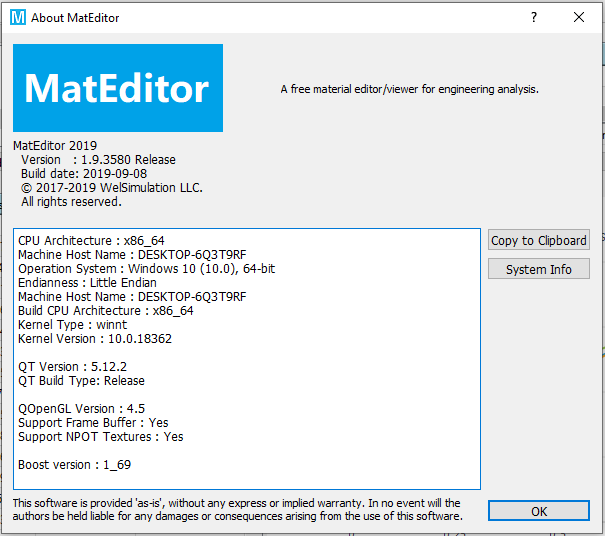 M About MatEditor
?
MatEditor
A free material editor/viewer for engineering analysis.
MatEditor 2019
Version : 1.9.3580 Release
Build date: 2019-09-08
© 2017-2019 WelSimulation LLC.
All rights reserved.
CPU Architecture : x86_64
Machine Host Name : DESKTOP-6Q3T9RF
Operation System : Windows 10 (10.0), 64-bit
Endianness : Little Endian
Machine Host Name : DESKTOP-6Q3T9RF
Build CPU Architecture : x86_64
Kernel Type : winnt
Kernel Version : 10.0.18362
QT Version : 5.12.2
QT Build Type: Release
QOpenGL Version : 4.5
Support Frame Buffer : Yes
Support NPOT Textures : Yes
Boost version : 1_69
Copy to Clipboard
System Info
This software is provided 'as-is', without any express or implied warranty. In no event will the
authors be held liable for any damages or consequences arising from the use of this software.
OK